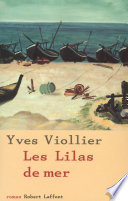 Yves Viollier
Les Lilas
de mer
roman Robert Laffont